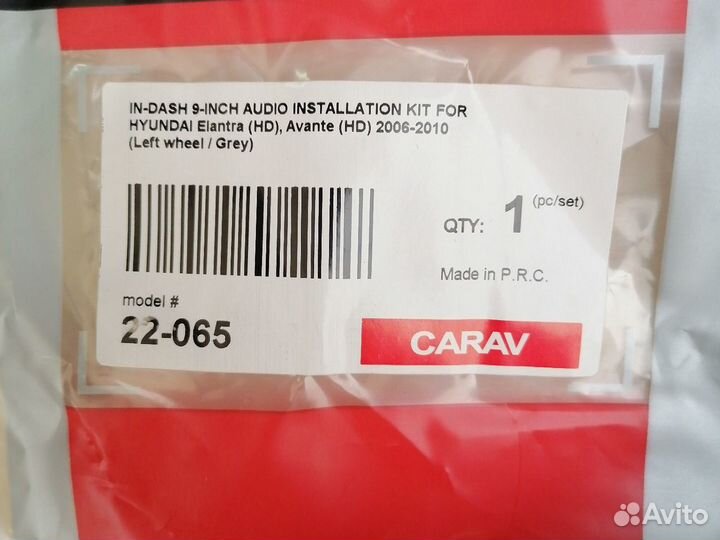 IN-DASH 9-INCH AUDIO INSTALLATION KIT FOR
HYUNDAI Elantra (HD), Avante (HD) 2006-2010
(Left wheel / Grey)
QTY: 1 (pc/set)
Made in P.R.C.
model #
22-065
CARAV
Avito